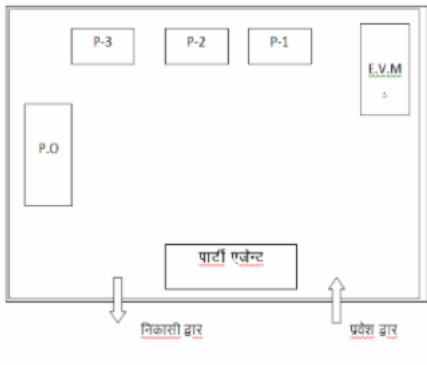 P-3
P-2
P-1
E.V.M
P.O
पार्टी एजेन्ट
निकासी द्वार
प्रवेश द्वार